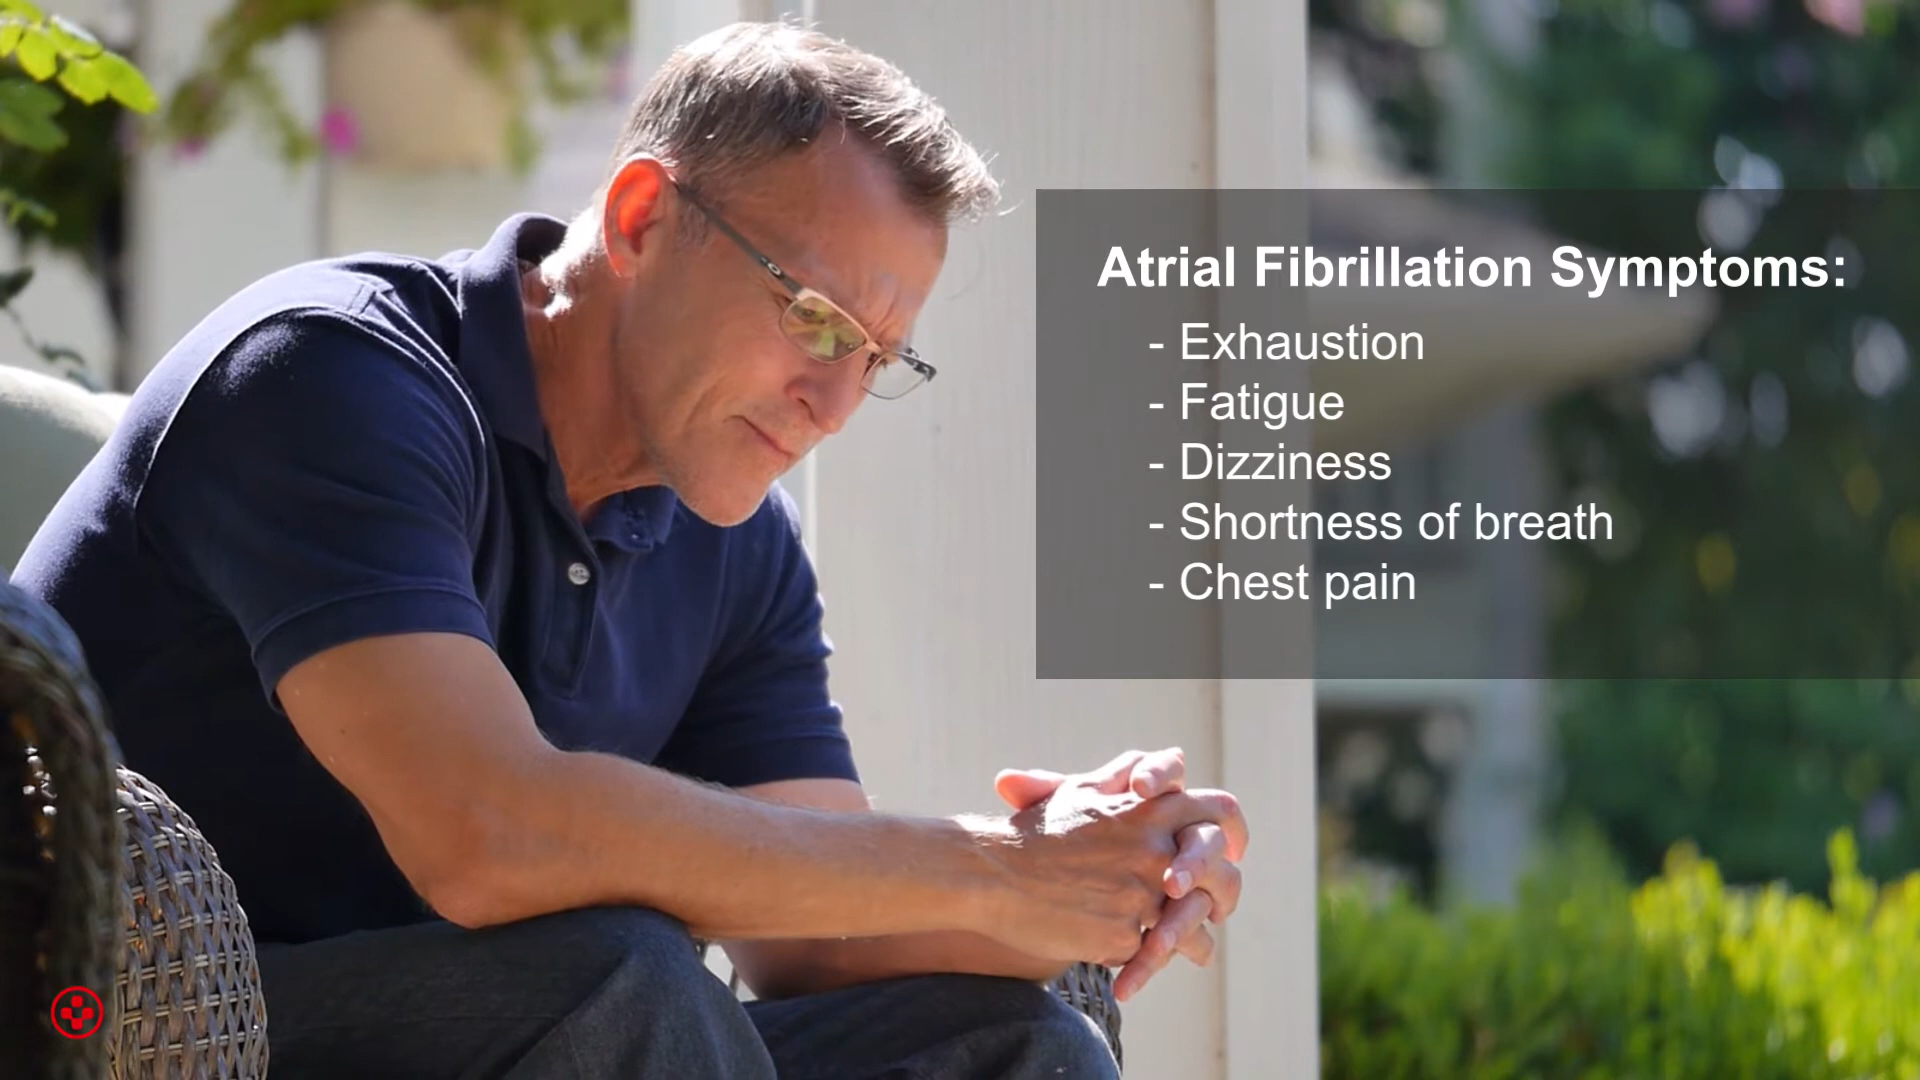 Atrial Fibrillation Symptoms:
- Exhaustion
- Fatigue
- Dizziness
- Shortness of breath
- Chest pain